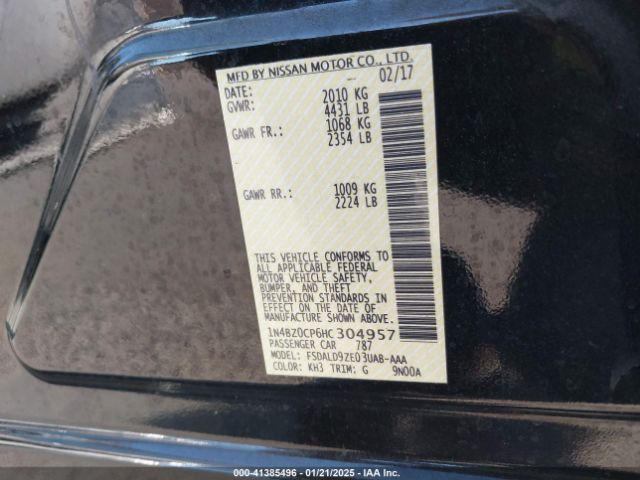 MFD BY NISSAN MOTOR CO., LTD.
DATE: 02/17
GVWR: 2010 KG
4431 LB
GAWR FR.: 1068 KG
2354 LB
GAWR RR.: 1009 KG
2224 LB
THIS VEHICLE CONFORMS TO
ALL APPLICABLE FEDERAL
MOTOR VEHICLE SAFETY,
BUMPER, AND THEFT
PREVENTION STANDARDS
IN EFFECT ON THE DATE OF
MANUFACTURE SHOWN ABOVE.
1N4BZ0CP6HC 304957
PASSENGER CAR 787
MODEL: FSDALD9ZE03UAB-AAA
COLOR: KH3 TRIM: G 9N00A
000-41385496 - 01/21/2025 - IAA Inc.